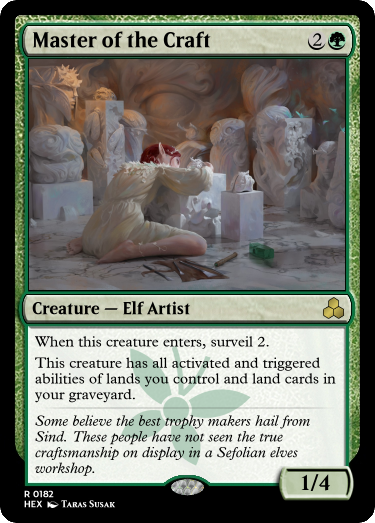 Master of the Craft 2
Creature — Elf Artist
When this creature enters, surveil 2.
This creature has all activated and triggered
abilities of lands you control and land cards in
your graveyard.
Some believe the best trophy makers hail from
Sind. These people have not seen the true
craftsmanship on display in a Sefolian elves
workshop.
1/4
R 0182
HEX Taras Susak